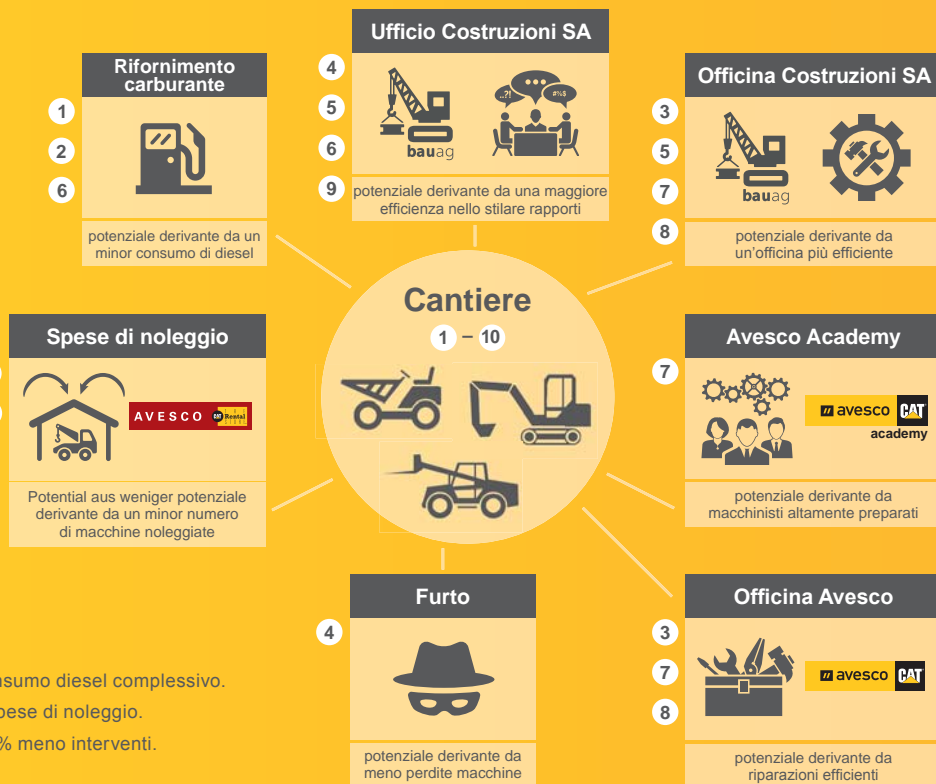 Ufficio Costruzioni SA
4
5
6
9
..?!
#%$
bauag
potenziale derivante da una maggiore
efficienza nello stilare rapporti
Rifornimento
carburante
1
2
6
potenziale derivante da un
minor consumo di diesel
Officina Costruzioni SA
3
5
7
8
bauag
potenziale derivante da
un'officina più efficiente
Cantiere
1 – 10
Spese di noleggio
AVESCO CAT THE Rental STORE
Potential aus weniger potenziale
derivante da un minor numero
di macchine noleggiate
Avesco Academy
7
avesco CAT
academy
potenziale derivante da
macchinisti altamente preparati
Furto
4
potenziale derivante da
meno perdite macchine
Officina Avesco
3
7
8
avesco CAT
potenziale derivante da
riparazioni efficienti
diesel complessivo.
di noleggio.
% meno interventi.